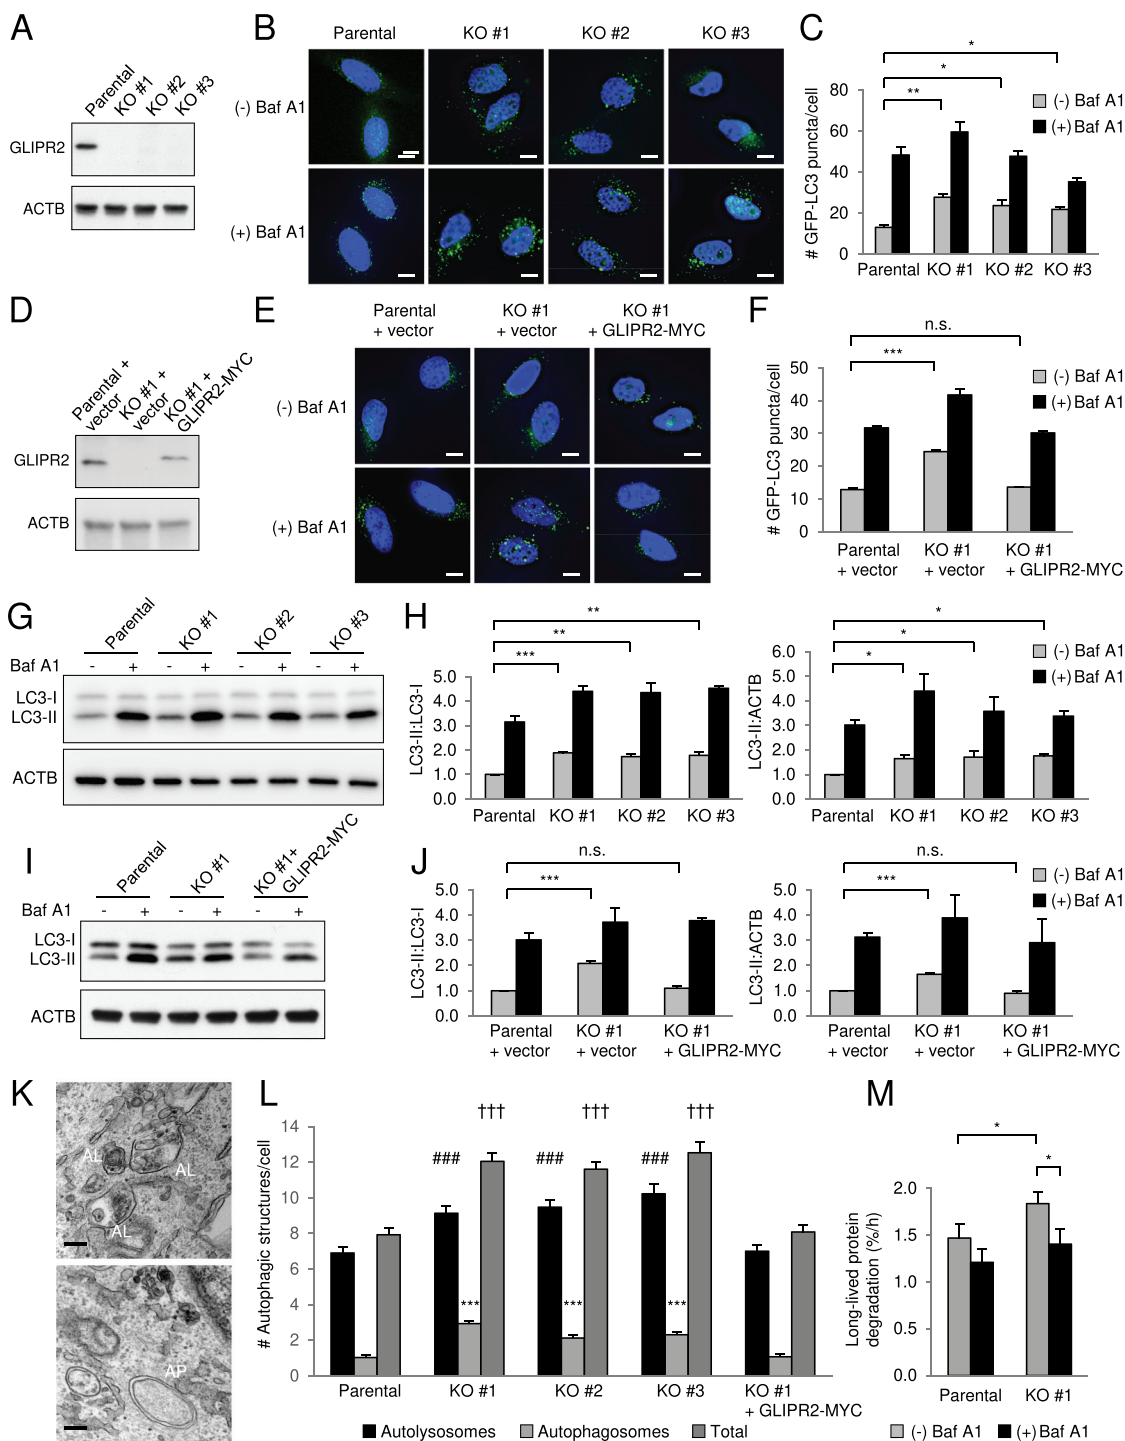 A
Parental
KO #1
KO #2
KO #3
GLIPR2
ACTB
B
Parental
KO #1
KO #2
KO #3
(-) Baf A1
(+) Baf A1
C
*
*
**
(-) Baf A1
(+) Baf A1
# GFP-LC3 puncta/cell
80
60
40
20
0
Parental
KO #1
KO #2
KO #3
D
Parental + vector
KO #1 + vector
KO #1 + GLIPR2-MYC
GLIPR2
ACTB
E
Parental + vector
KO #1 + vector
KO #1 + GLIPR2-MYC
(-) Baf A1
(+) Baf A1
F
n.s.
***
(-) Baf A1
(+) Baf A1
# GFP-LC3 puncta/cell
50
40
30
20
10
0
Parental + vector
KO #1 + vector
KO #1 + GLIPR2-MYC
G
Parental
KO #1
KO #2
KO #3
Baf A1 - + - + - + - +
LC3-I
LC3-II
ACTB
H
**
**
***
LC3-II:LC3-I
5.0
4.0
3.0
2.0
1.0
0.0
Parental KO #1 KO #2 KO #3
*
*
*
(-) Baf A1
(+) Baf A1
LC3-II:ACTB
6.0
5.0
4.0
3.0
2.0
1.0
0.0
Parental KO #1 KO #2 KO #3
I
Parental
KO #1
KO #1+ GLIPR2-MYC
Baf A1 - + - + - +
LC3-I
LC3-II
ACTB
J
n.s.
***
LC3-II:LC3-I
5.0
4.0
3.0
2.0
1.0
0.0
Parental + vector
KO #1 + vector
KO #1 + GLIPR2-MYC
n.s.
***
(-) Baf A1
(+) Baf A1
LC3-II:ACTB
5.0
4.0
3.0
2.0
1.0
0.0
Parental + vector
KO #1 + vector
KO #1 + GLIPR2-MYC
K
AL
AL
AL
AP
L
††† ††† †††
### ### ###
*** *** ***
# Autophagic structures/cell
14
12
10
8
6
4
2
0
Parental
KO #1
KO #2
KO #3
KO #1 + GLIPR2-MYC
Autolysosomes
Autophagosomes
Total
M
*
*
Long-lived protein degradation (%/h)
2.0
1.5
1.0
0.5
0.0
Parental
KO #1
(-) Baf A1
(+) Baf A1